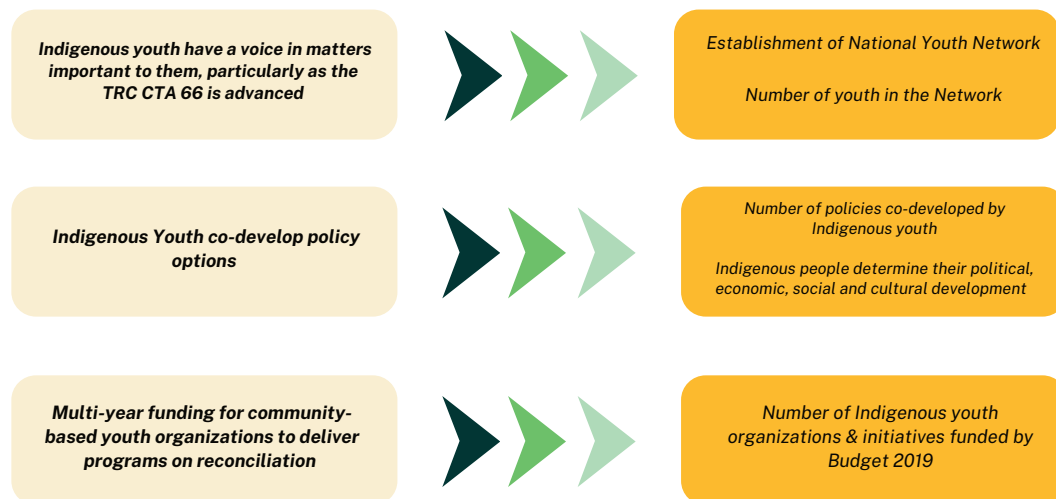 Indigenous youth have a voice in matters
important to them, particularly as the
TRC CTA 66 is advanced
Establishment of National Youth Network
Number of youth in the Network
Indigenous Youth co-develop policy
options
Number of policies co-developed by
Indigenous youth
Indigenous people determine their political,
economic, social and cultural development
Multi-year funding for community-
based youth organizations to deliver
programs on reconciliation
Number of Indigenous youth
organizations & initiatives funded by
Budget 2019